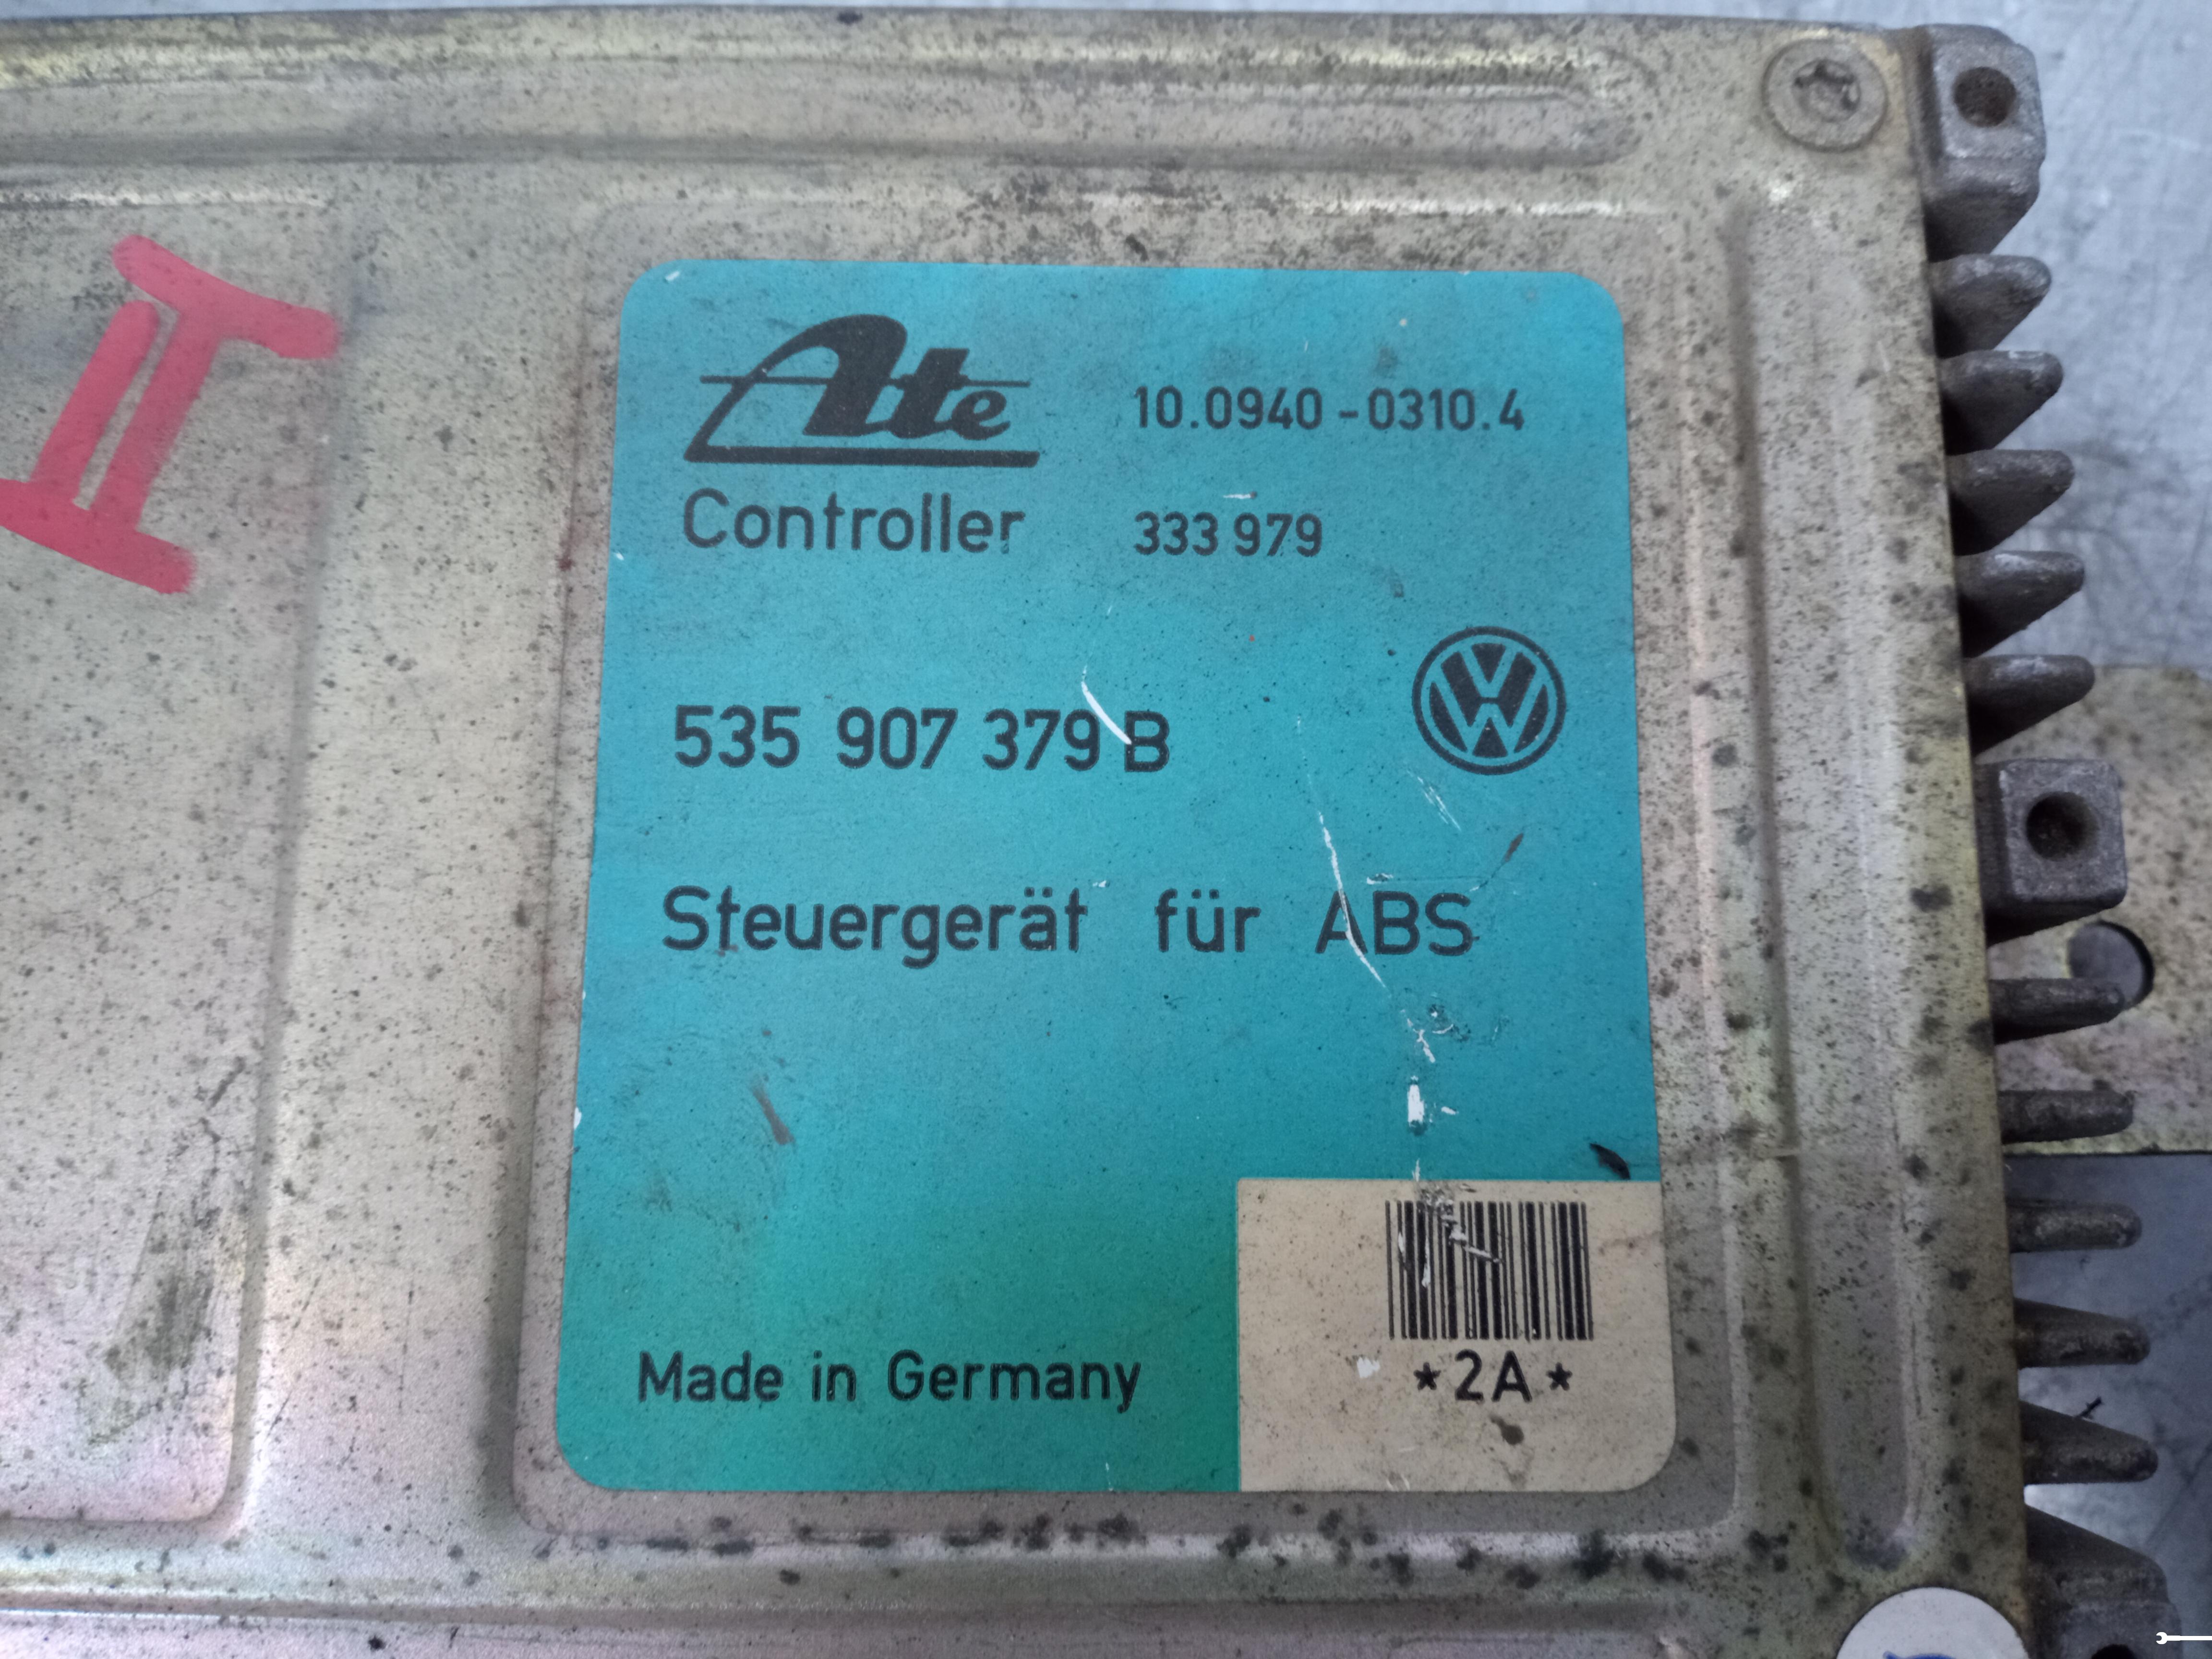 II
Ate 10.0940-0310.4
Controller 333 979
535 907 379 B
Steuergerät für ABS
Made in Germany
*2A*